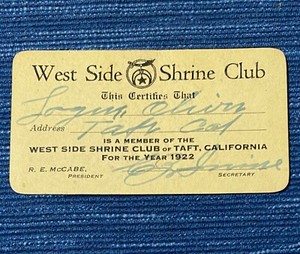 West Side Shrine Club
This Certifies That
Address Taft Cal
IS A MEMBER OF THE
WEST SIDE SHRINE CLUB OF TAFT, CALIFORNIA
FOR THE YEAR 1922
R. E. MCCABE,
PRESIDENT
SECRETARY